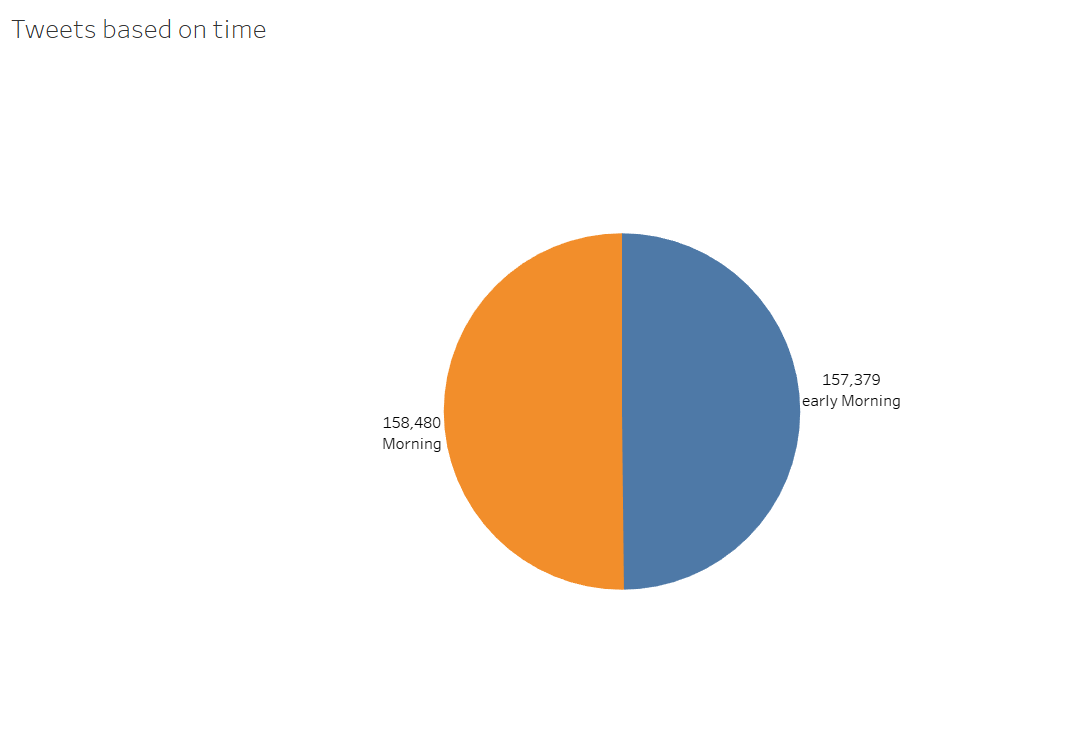 Tweets based on time
157,379
early Morning
158,480
Morning